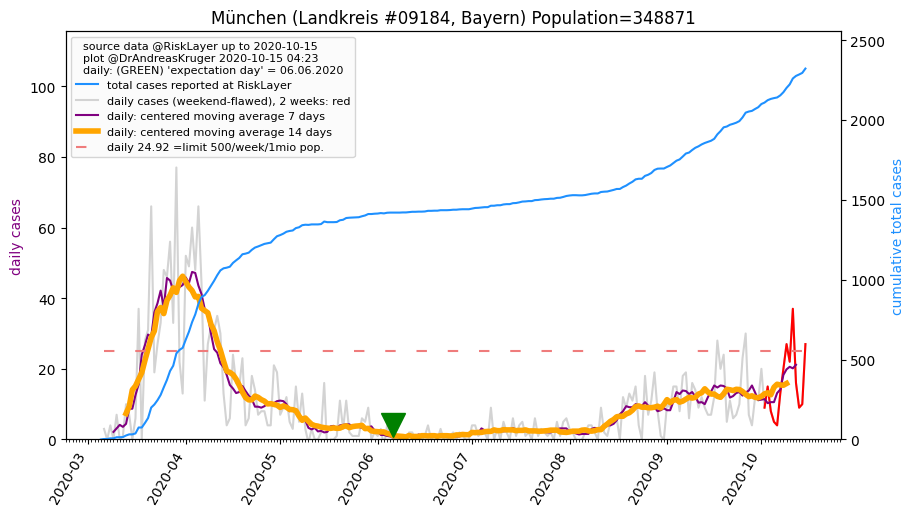 München (Landkreis #09184, Bayern) Population=348871
source data @RiskLayer up to 2020-10-15
plot @DrAndreasKruger 2020-10-15 04:23
daily: (GREEN) 'expectation day' = 06.06.2020
total cases reported at RiskLayer
daily cases (weekend-flawed), 2 weeks: red
daily: centered moving average 7 days
daily: centered moving average 14 days
daily 24.92 =limit 500/week/1mio pop.
daily cases
100
80
60
40
20
0
cumulative total cases
2500
2000
1500
1000
500
0
2020-03
2020-04
2020-05
2020-06
2020-07
2020-08
2020-09
2020-10